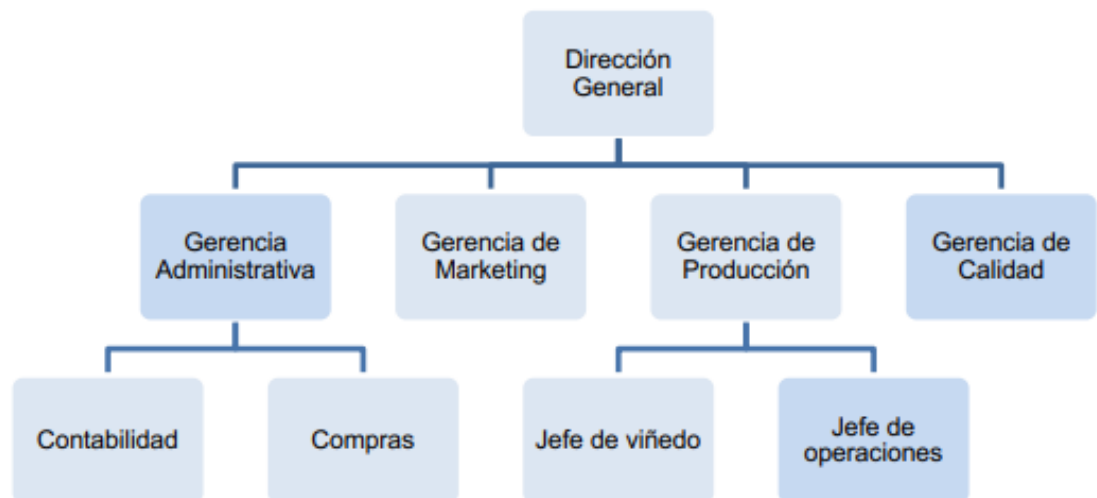 Dirección
General
Gerencia
Administrativa
Gerencia de
Marketing
Gerencia de
Producción
Gerencia de
Calidad
Contabilidad
Compras
Jefe de viñedo
Jefe de
operaciones